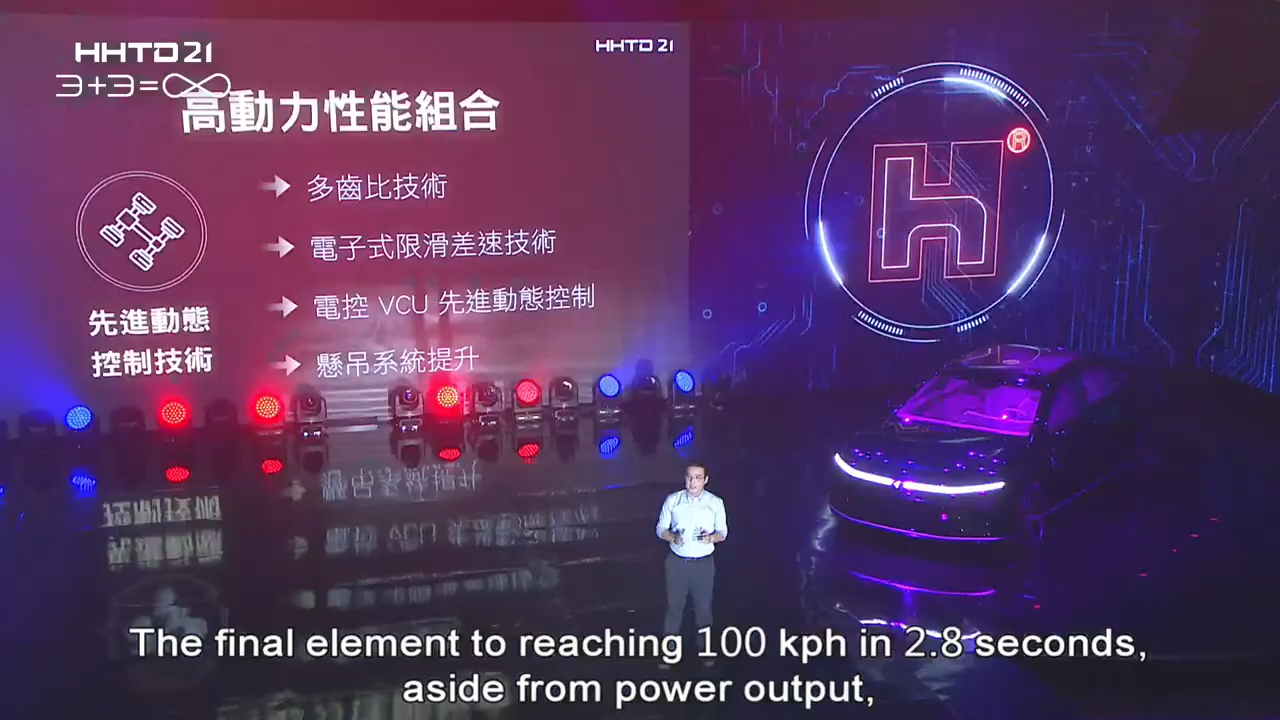 HHTD21
3+3=∞
HHTD 21
高動力性能組合
多齒比技術
電子式限滑差速技術
電控 VCU 先進動態控制
懸吊系統提升
先進動態
控制技術
H
R
The final element to reaching 100 kph in 2.8 seconds,
aside from power output,